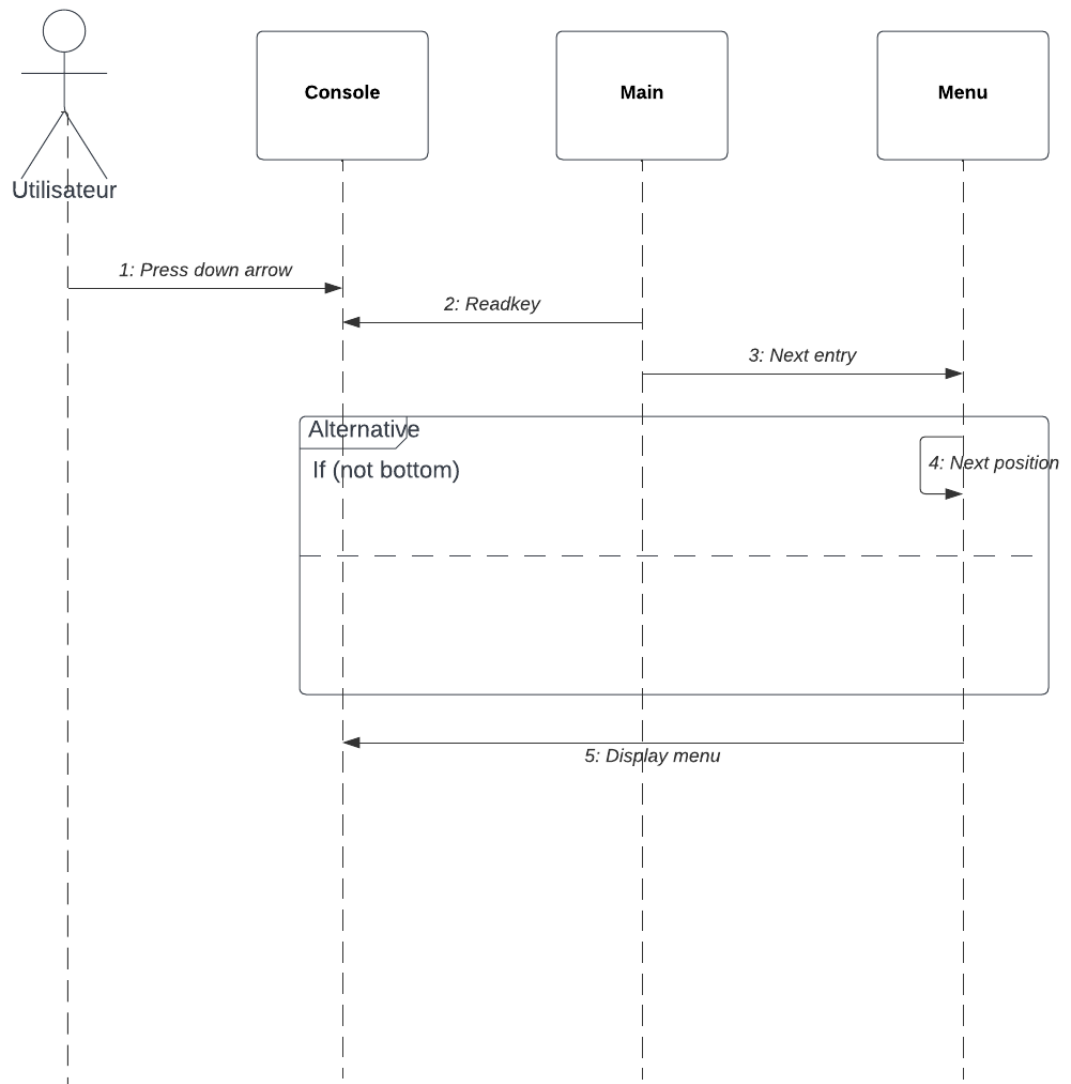 Console
Main
Menu
Utilisateur
1: Press down arrow
2: Readkey
3: Next entry
Alternative
If (not bottom)
4: Next position
5: Display menu